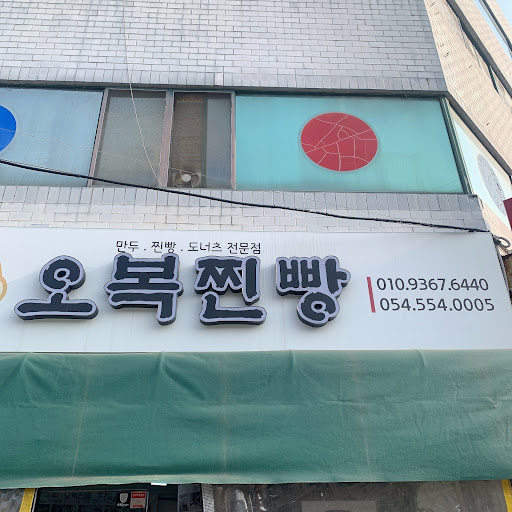 만두 . 찐빵 . 도너츠 전문점
오복찐빵
010.9367.6440
054.554.0005